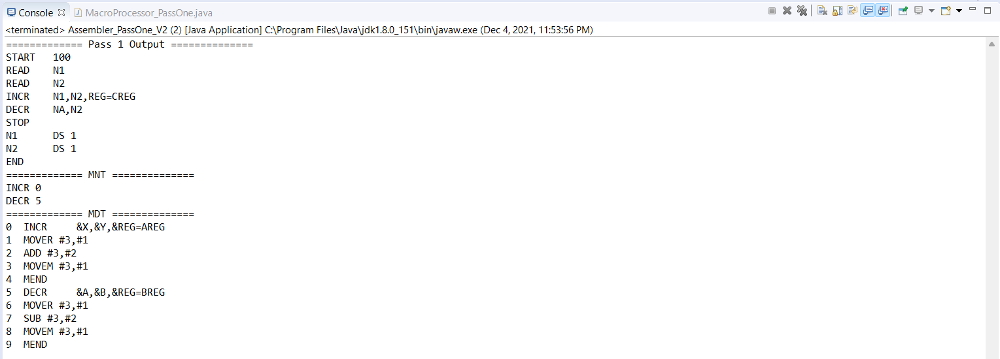 Console MacroProcessor_PassOne.java
<terminated> Assembler_PassOne_V2 (2) [Java Application] C:\Program Files\Java\jdk1.8.0_151\bin\javaw.exe (Dec 4, 2021, 11:53:56 PM)
============= Pass 1 Output ==============
START   100
READ    N1
READ    N2
INCR    N1,N2,REG=CREG
DECR    NA,N2
STOP
N1      DS 1
N2      DS 1
END
============= MNT ==============
INCR 0
DECR 5
============= MDT ==============
0  INCR     &X,&Y,&REG=AREG
1  MOVER #3,#1
2  ADD #3,#2
3  MOVEM #3,#1
4  MEND
5  DECR     &A,&B,&REG=BREG
6  MOVER #3,#1
7  SUB #3,#2
8  MOVEM #3,#1
9  MEND